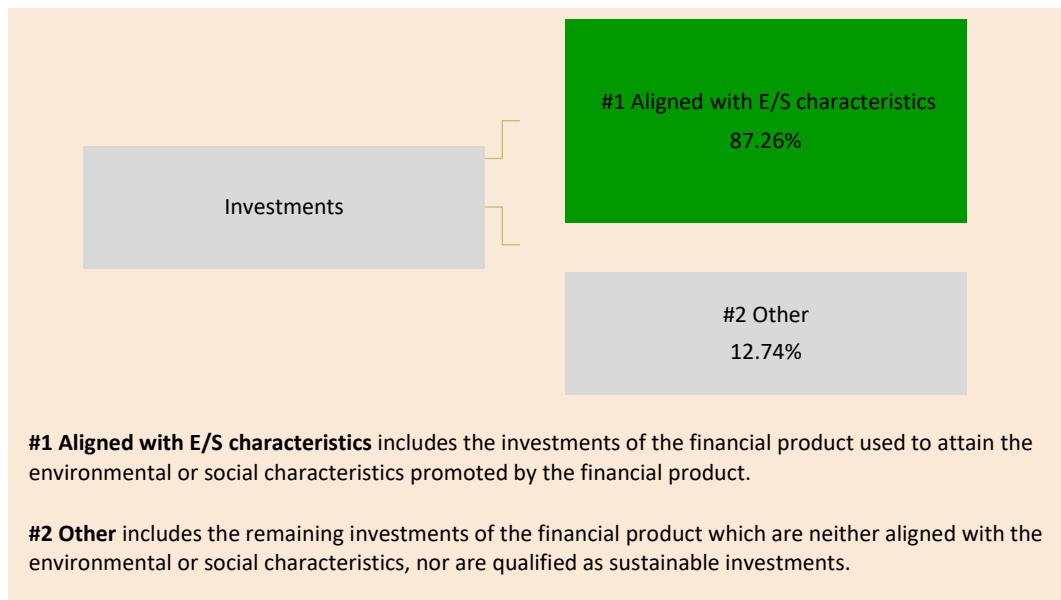 #1 Aligned with E/S characteristics
87.26%
Investments
#2 Other
12.74%
#1 Aligned with E/S characteristics includes the investments of the financial product used to attain the
environmental or social characteristics promoted by the financial product.
#2 Other includes the remaining investments of the financial product which are neither aligned with the
environmental or social characteristics, nor are qualified as sustainable investments.